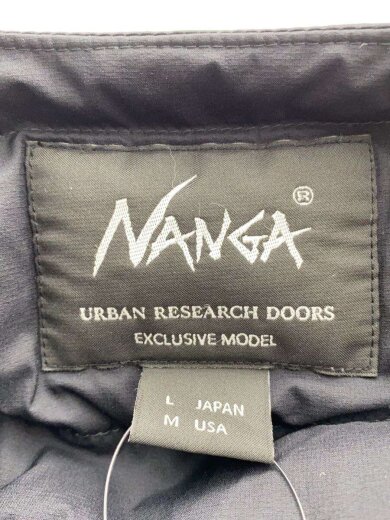 NANGA ®
URBAN RESEARCH DOORS
EXCLUSIVE MODEL
L JAPAN
M USA